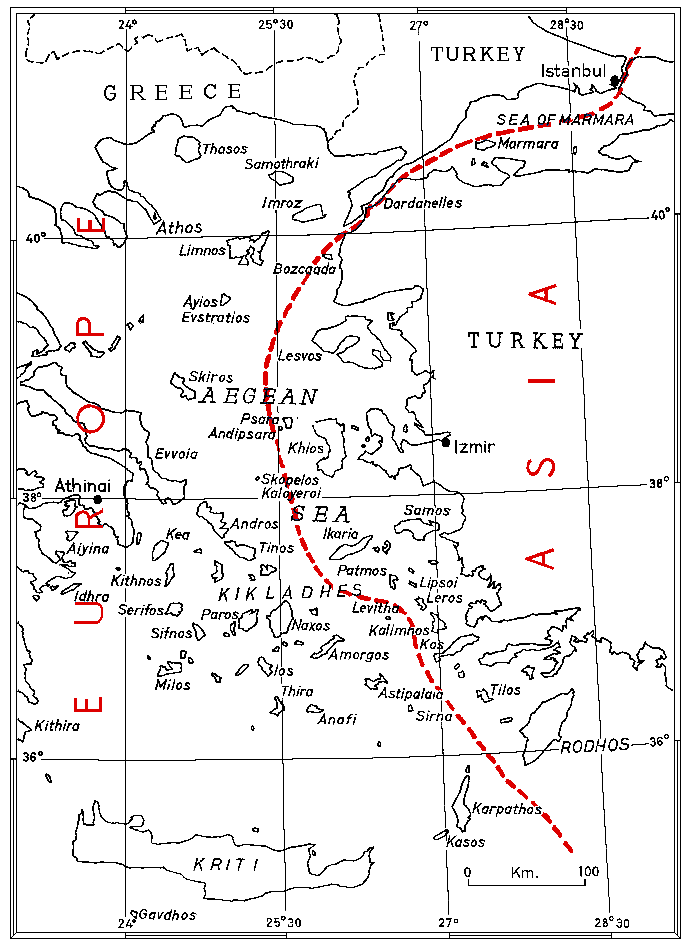 24° 25°30 27° 28°30
TURKEY
Istanbul
GREECE
SEA OF MARMARA
Marmara
Thasos
Samothraki
Imroz
Dardanelles
Athos
40°
40°
Limnos
Bozcaada
Ayios
Evstratios
EUROPE
ASIA
TURKEY
Lesvos
Skiros
AEGEAN
Psara
Andipsara
Khios
Izmir
Evvoia
Skopelos
Kaloyeroi
Athinai
38°
38°
SEA
Andros
Samos
Ikaria
Kea
Aiyina
Tinos
Patmos
Kithnos
Lipsoi
Idhra
KIKLADHES
Leros
Serifos
Paros
Levitha
Naxos
Kalimnos
Sifnos
Kos
Amorgos
Milos
Ios
Thira
Astipalaia
Tilos
Anafi
Sirna
Kithira
RODHOS
36°
36°
Karpathos
Kasos
KRITI
0 Km. 100
Gavdhos
24° 25°30 27° 28°30